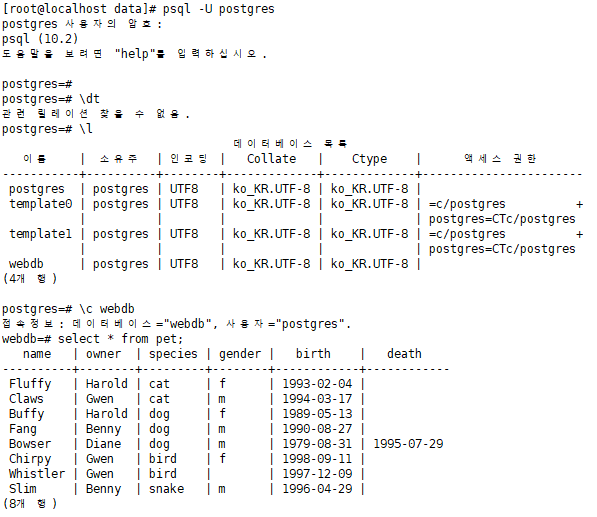 [root@localhost data]# psql -U postgres
postgres 사용자의 암호:
psql (10.2)
도움말을 보려면 "help"를 입력하십시오.

postgres=#
postgres=# \dt
관련 릴레이션 찾을 수 없음.
postgres=# \l
                                 데이터베이스 목록
   이름    |  소유주  | 인코딩 |   Collate   |    Ctype    |      액세스 권한
-----------+----------+--------+-------------+-------------+-----------------------
 postgres  | postgres | UTF8   | ko_KR.UTF-8 | ko_KR.UTF-8 |
 template0 | postgres | UTF8   | ko_KR.UTF-8 | ko_KR.UTF-8 | =c/postgres          +
           |          |        |             |             | postgres=CTc/postgres
 template1 | postgres | UTF8   | ko_KR.UTF-8 | ko_KR.UTF-8 | =c/postgres          +
           |          |        |             |             | postgres=CTc/postgres
 webdb     | postgres | UTF8   | ko_KR.UTF-8 | ko_KR.UTF-8 |
(4개 행)

postgres=# \c webdb
접속정보: 데이터베이스="webdb", 사용자="postgres".
webdb=# select * from pet;
   name   | owner  | species | gender |   birth    |   death
----------+--------+---------+--------+------------+------------
 Fluffy   | Harold | cat     | f      | 1993-02-04 |
 Claws    | Gwen   | cat     | m      | 1994-03-17 |
 Buffy    | Harold | dog     | f      | 1989-05-13 |
 Fang     | Benny  | dog     | m      | 1990-08-27 |
 Bowser   | Diane  | dog     | m      | 1979-08-31 | 1995-07-29
 Chirpy   | Gwen   | bird    | f      | 1998-09-11 |
 Whistler | Gwen   | bird    |        | 1997-12-09 |
 Slim     | Benny  | snake   | m      | 1996-04-29 |
(8개 행)